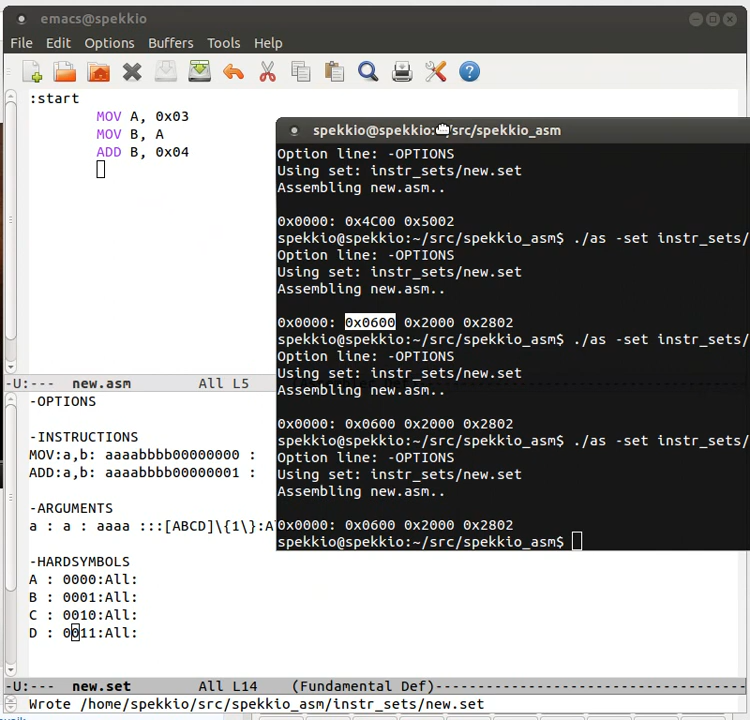 emacs@spekkio
File Edit Options Buffers Tools Help
:start
MOV A, 0x03
MOV B, A
ADD B, 0x04
-U:--- new.asm All L5
-OPTIONS
-INSTRUCTIONS
MOV:a,b: aaaabbbb00000000 :
ADD:a,b: aaaabbbb00000001 :
-ARGUMENTS
a : a : aaaa :::[ABCD]\{1\}:A
-HARDSYMBOLS
A : 0000:All:
B : 0001:All:
C : 0010:All:
D : 0011:All:
-U:--- new.set All L14 (Fundamental Def)
Wrote /home/spekkio/src/spekkio_asm/instr_sets/new.set
spekkio@spekkio: /src/spekkio_asm
Option line: -OPTIONS
Using set: instr_sets/new.set
Assembling new.asm..
0x0000: 0x4C00 0x5002
spekkio@spekkio:~/src/spekkio_asm$ ./as -set instr_sets/
Option line: -OPTIONS
Using set: instr_sets/new.set
Assembling new.asm..
0x0000: 0x0600 0x2000 0x2802
spekkio@spekkio:~/src/spekkio_asm$ ./as -set instr_sets/
Option line: -OPTIONS
Using set: instr_sets/new.set
Assembling new.asm..
0x0000: 0x0600 0x2000 0x2802
spekkio@spekkio:~/src/spekkio_asm$ ./as -set instr_sets/
Option line: -OPTIONS
Using set: instr_sets/new.set
Assembling new.asm..
0x0000: 0x0600 0x2000 0x2802
spekkio@spekkio:~/src/spekkio_asm$